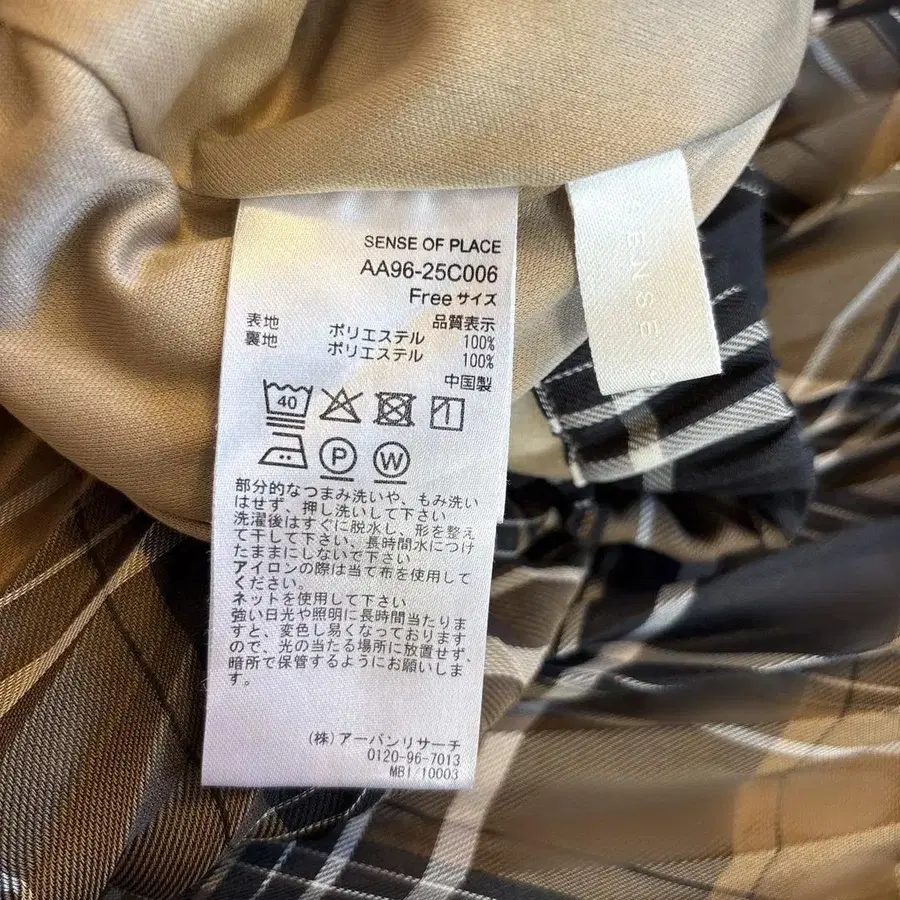 SENSE OF PLACE
AA96-25C006
Freeサイズ
品質表示
表地 ポリエステル 100%
裏地 ポリエステル 100%
中国製
40
P W
部分的なつまみ洗いや、もみ洗い
はせず、押し洗いして下さい
洗濯後はすぐに脱水し、形を整え
て干して下さい。長時間水につけ
たままにしないで下さい
アイロンの際は当て布を使用して
ください。
ネットを使用して下さい
強い日光や照明に長時間当たりま
すと、変色し易くなっております
ので、光の当たる場所に放置せず、
暗所で保管するようにお願いしま
す。
(株)アーバンリサーチ
0120-96-7013
MB1/10003
SENSE